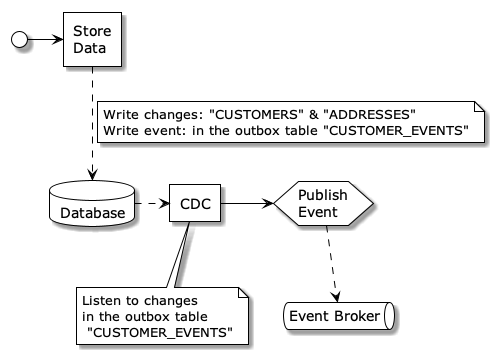 Store
Data
Write changes: "CUSTOMERS" & "ADDRESSES"
Write event: in the outbox table "CUSTOMER_EVENTS"
Database
CDC
Publish
Event
Listen to changes
in the outbox table
"CUSTOMER_EVENTS"
Event Broker